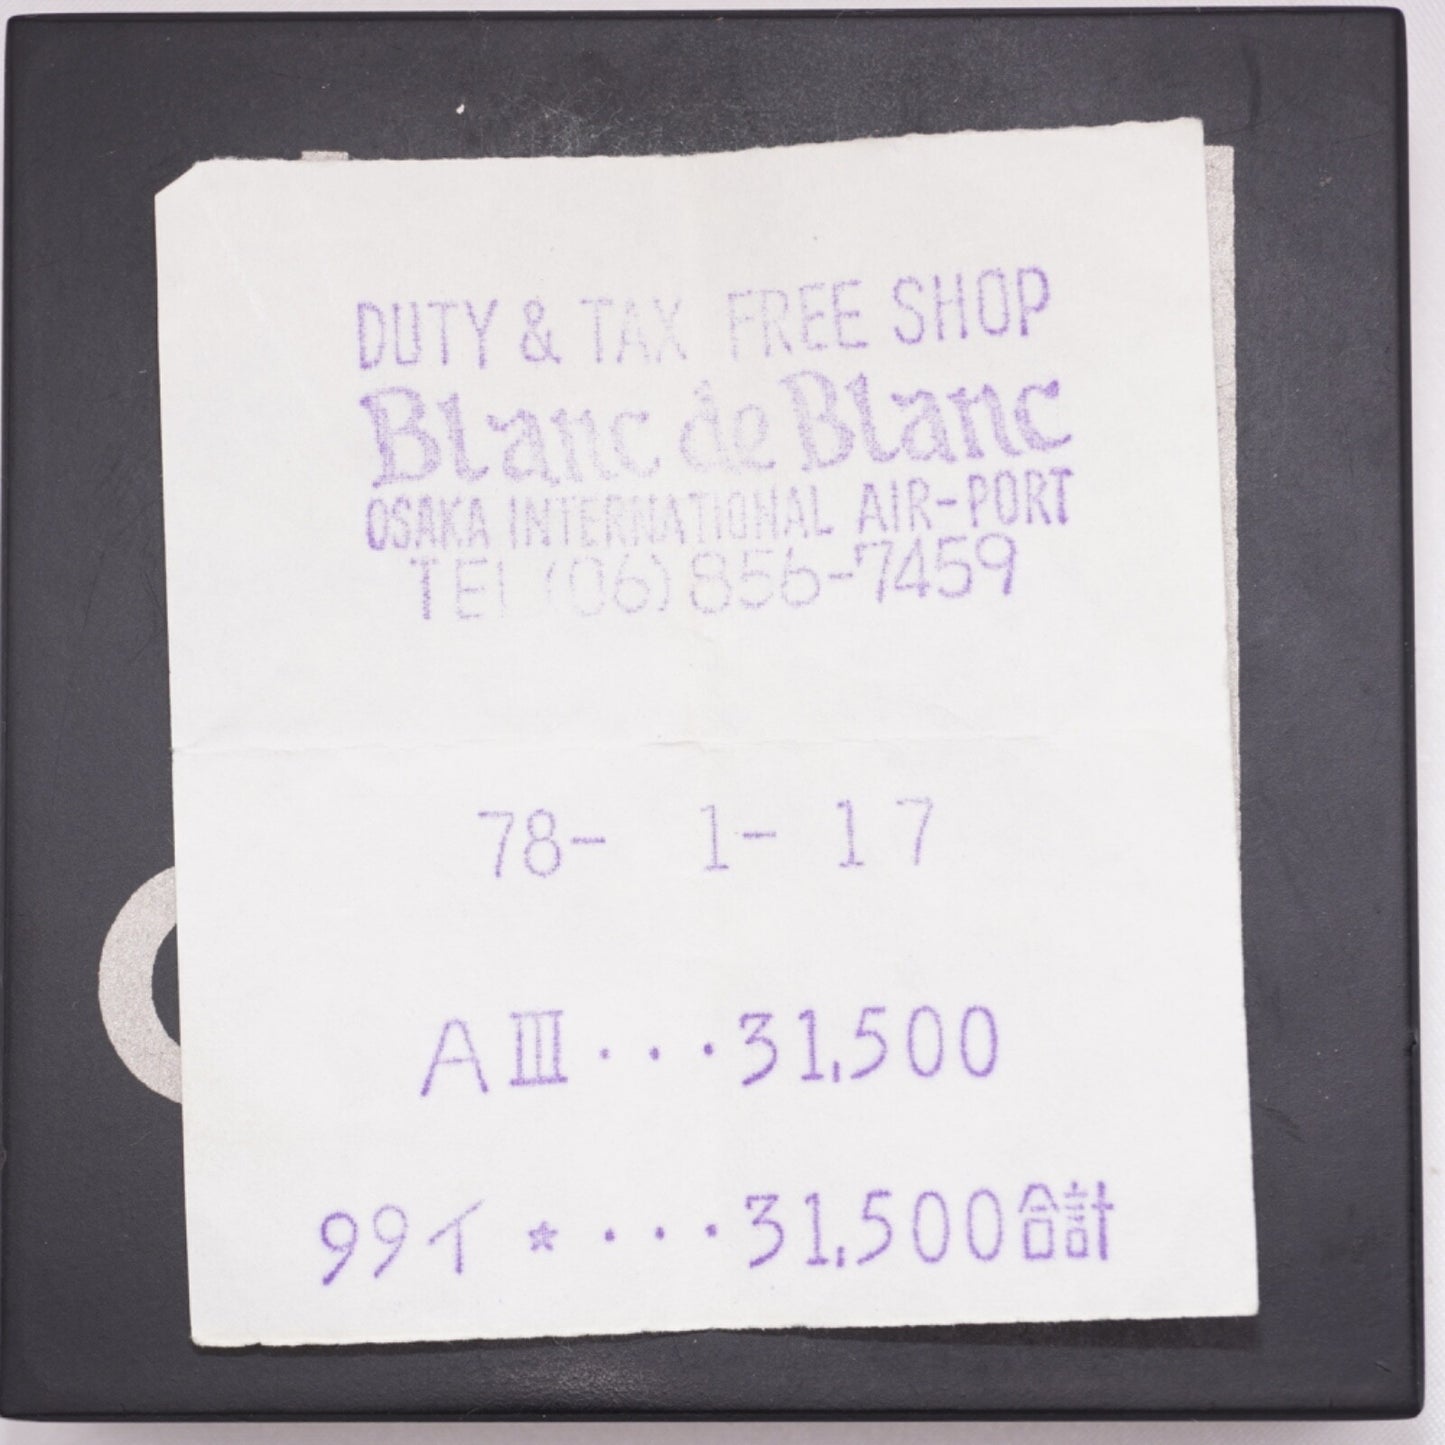 DUTY & TAX FREE SHOP
Blanc de Blanc
OSAKA INTERNATIONAL AIR-PORT
TEL (06) 856-7459
78- 1- 17
A III ・・・31,500
99イ * ・・・31,500合計